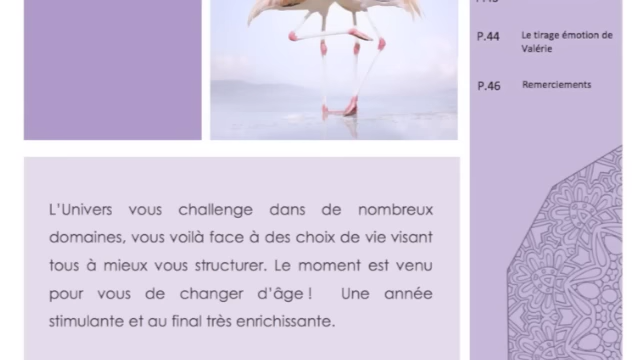 P.44 Le tirage émotion de
Valérie
P.46 Remerciements
L'Univers vous challenge dans de nombreux
domaines, vous voilà face à des choix de vie visant
tous à mieux vous structurer. Le moment est venu
pour vous de changer d'âge ! Une année
stimulante et au final très enrichissante.